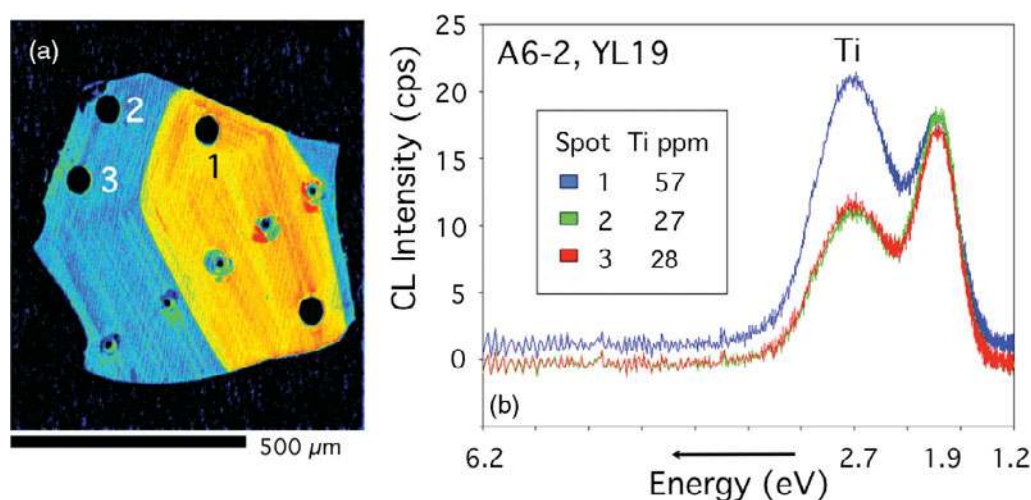 (a)
2
1
3
500 µm
A6-2, YL19
Ti
Spot Ti ppm
1 57
2 27
3 28
CL Intensity (cps)
25
20
15
10
5
0
(b)
6.2 2.7 1.9 1.2
Energy (eV)